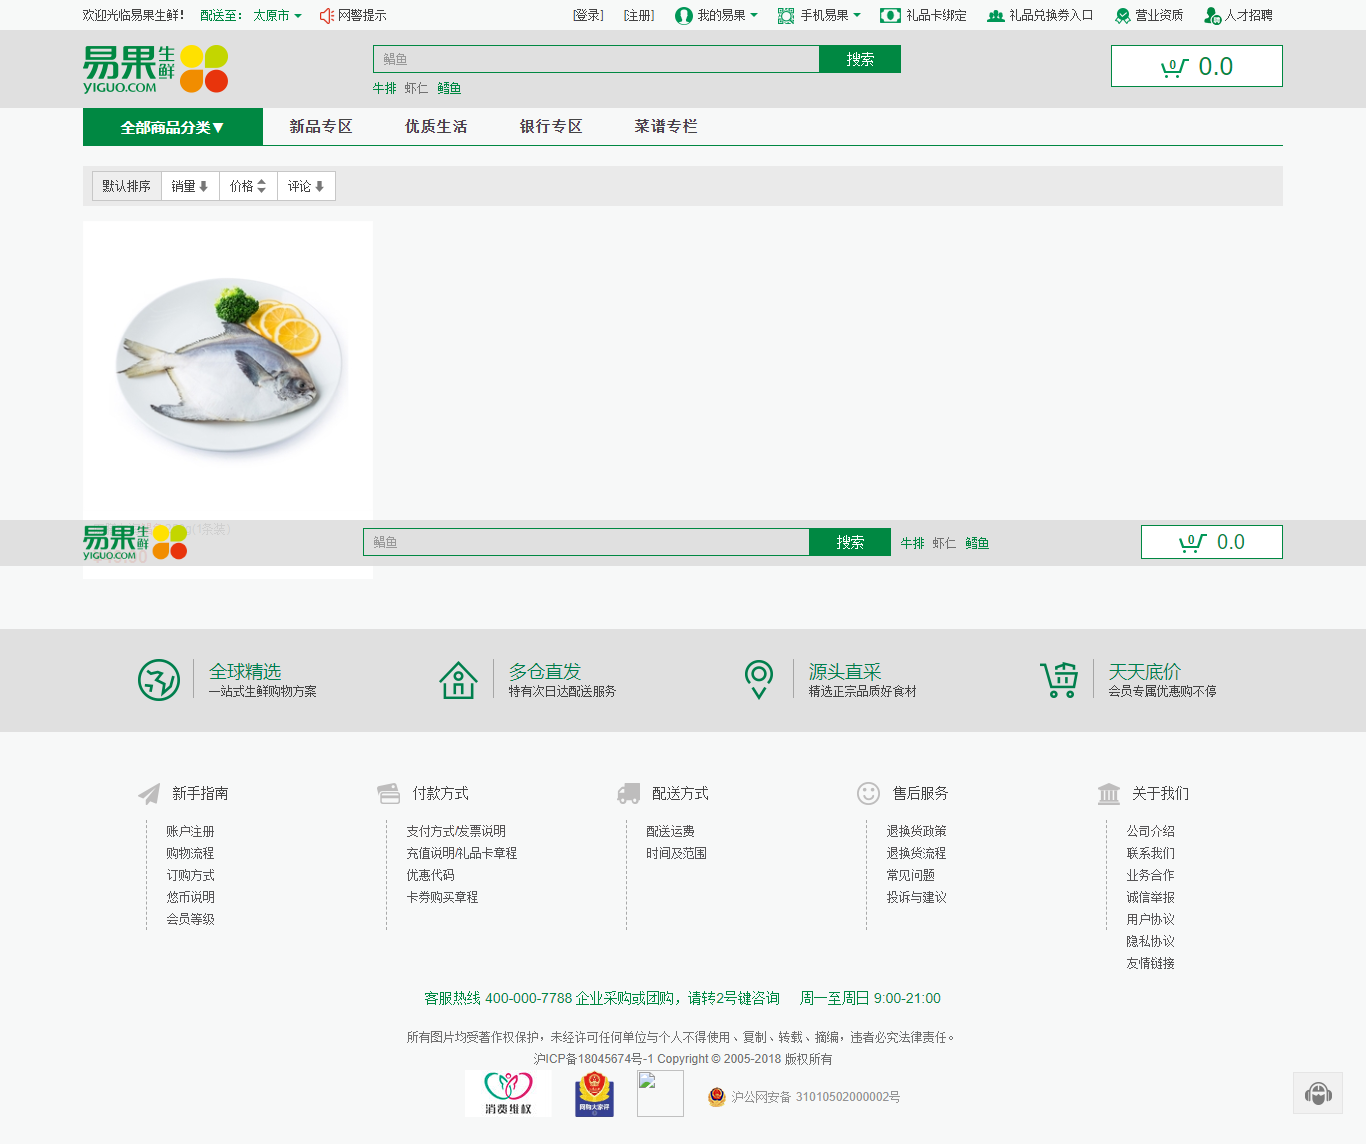 欢迎光临易果生鲜! 配送至: 太原市 网警提示 [登录] [注册] 我的易果 手机易果 礼品卡绑定 礼品兑换券入口 营业资质 人才招聘
易果生鲜 YIGUO.COM 鲳鱼 搜索 0 0.0
牛排 虾仁 鳕鱼
全部商品分类▼ 新品专区 优质生活 银行专区 菜谱专栏
默认排序 销量 价格 评论
(1条装)
易果生鲜 YIGUO.COM 鲳鱼 搜索 牛排 虾仁 鳕鱼 0 0.0
全球精选 多仓直发 源头直采 天天底价
一站式生鲜购物方案 特有次日达配送服务 精选正宗品质好食材 会员专属优惠购不停
新手指南 付款方式 配送方式 售后服务 关于我们
账户注册 支付方式/发票说明 配送运费 退换货政策 公司介绍
购物流程 充值说明/礼品卡章程 时间及范围 退换货流程 联系我们
订购方式 优惠代码 常见问题 业务合作
悠币说明 卡券购买章程 投诉与建议 诚信举报
会员等级 用户协议
隐私协议
友情链接
客服热线 400-000-7788 企业采购或团购，请转2号键咨询 周一至周日 9:00-21:00
所有图片均受著作权保护，未经许可任何单位与个人不得使用、复制、转载、摘编，违者必究法律责任。
沪ICP备18045674号-1 Copyright © 2005-2018 版权所有
消费维权 网购大家评 沪公网安备 31010502000002号